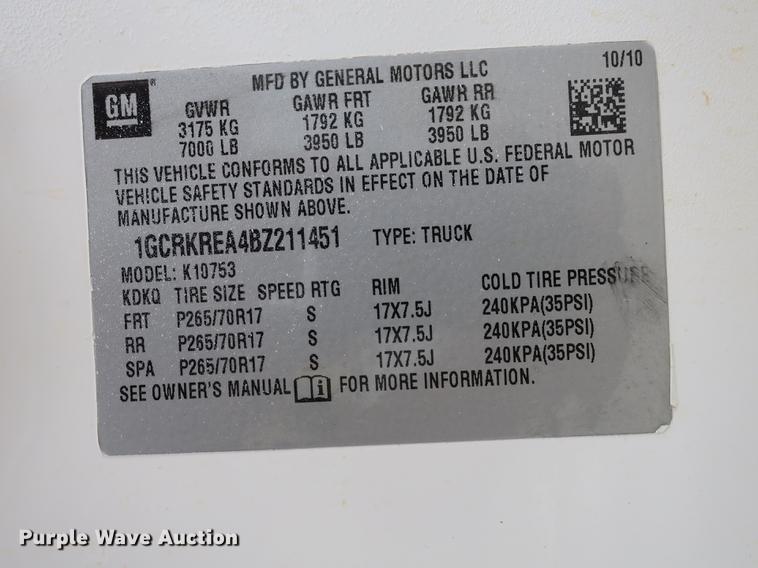 GM
MFD BY GENERAL MOTORS LLC 10/10
GVWR GAWR FRT GAWR RR
3175 KG 1792 KG 1792 KG
7000 LB 3950 LB 3950 LB
THIS VEHICLE CONFORMS TO ALL APPLICABLE U.S. FEDERAL MOTOR
VEHICLE SAFETY STANDARDS IN EFFECT ON THE DATE OF
MANUFACTURE SHOWN ABOVE.
1GCRKREA4BZ211451 TYPE: TRUCK
MODEL: K10753
KDKQ TIRE SIZE SPEED RTG RIM COLD TIRE PRESSURE
FRT P265/70R17 S 17X7.5J 240KPA(35PSI)
RR P265/70R17 S 17X7.5J 240KPA(35PSI)
SPA P265/70R17 S 17X7.5J 240KPA(35PSI)
SEE OWNER'S MANUAL i FOR MORE INFORMATION.
Purple Wave Auction